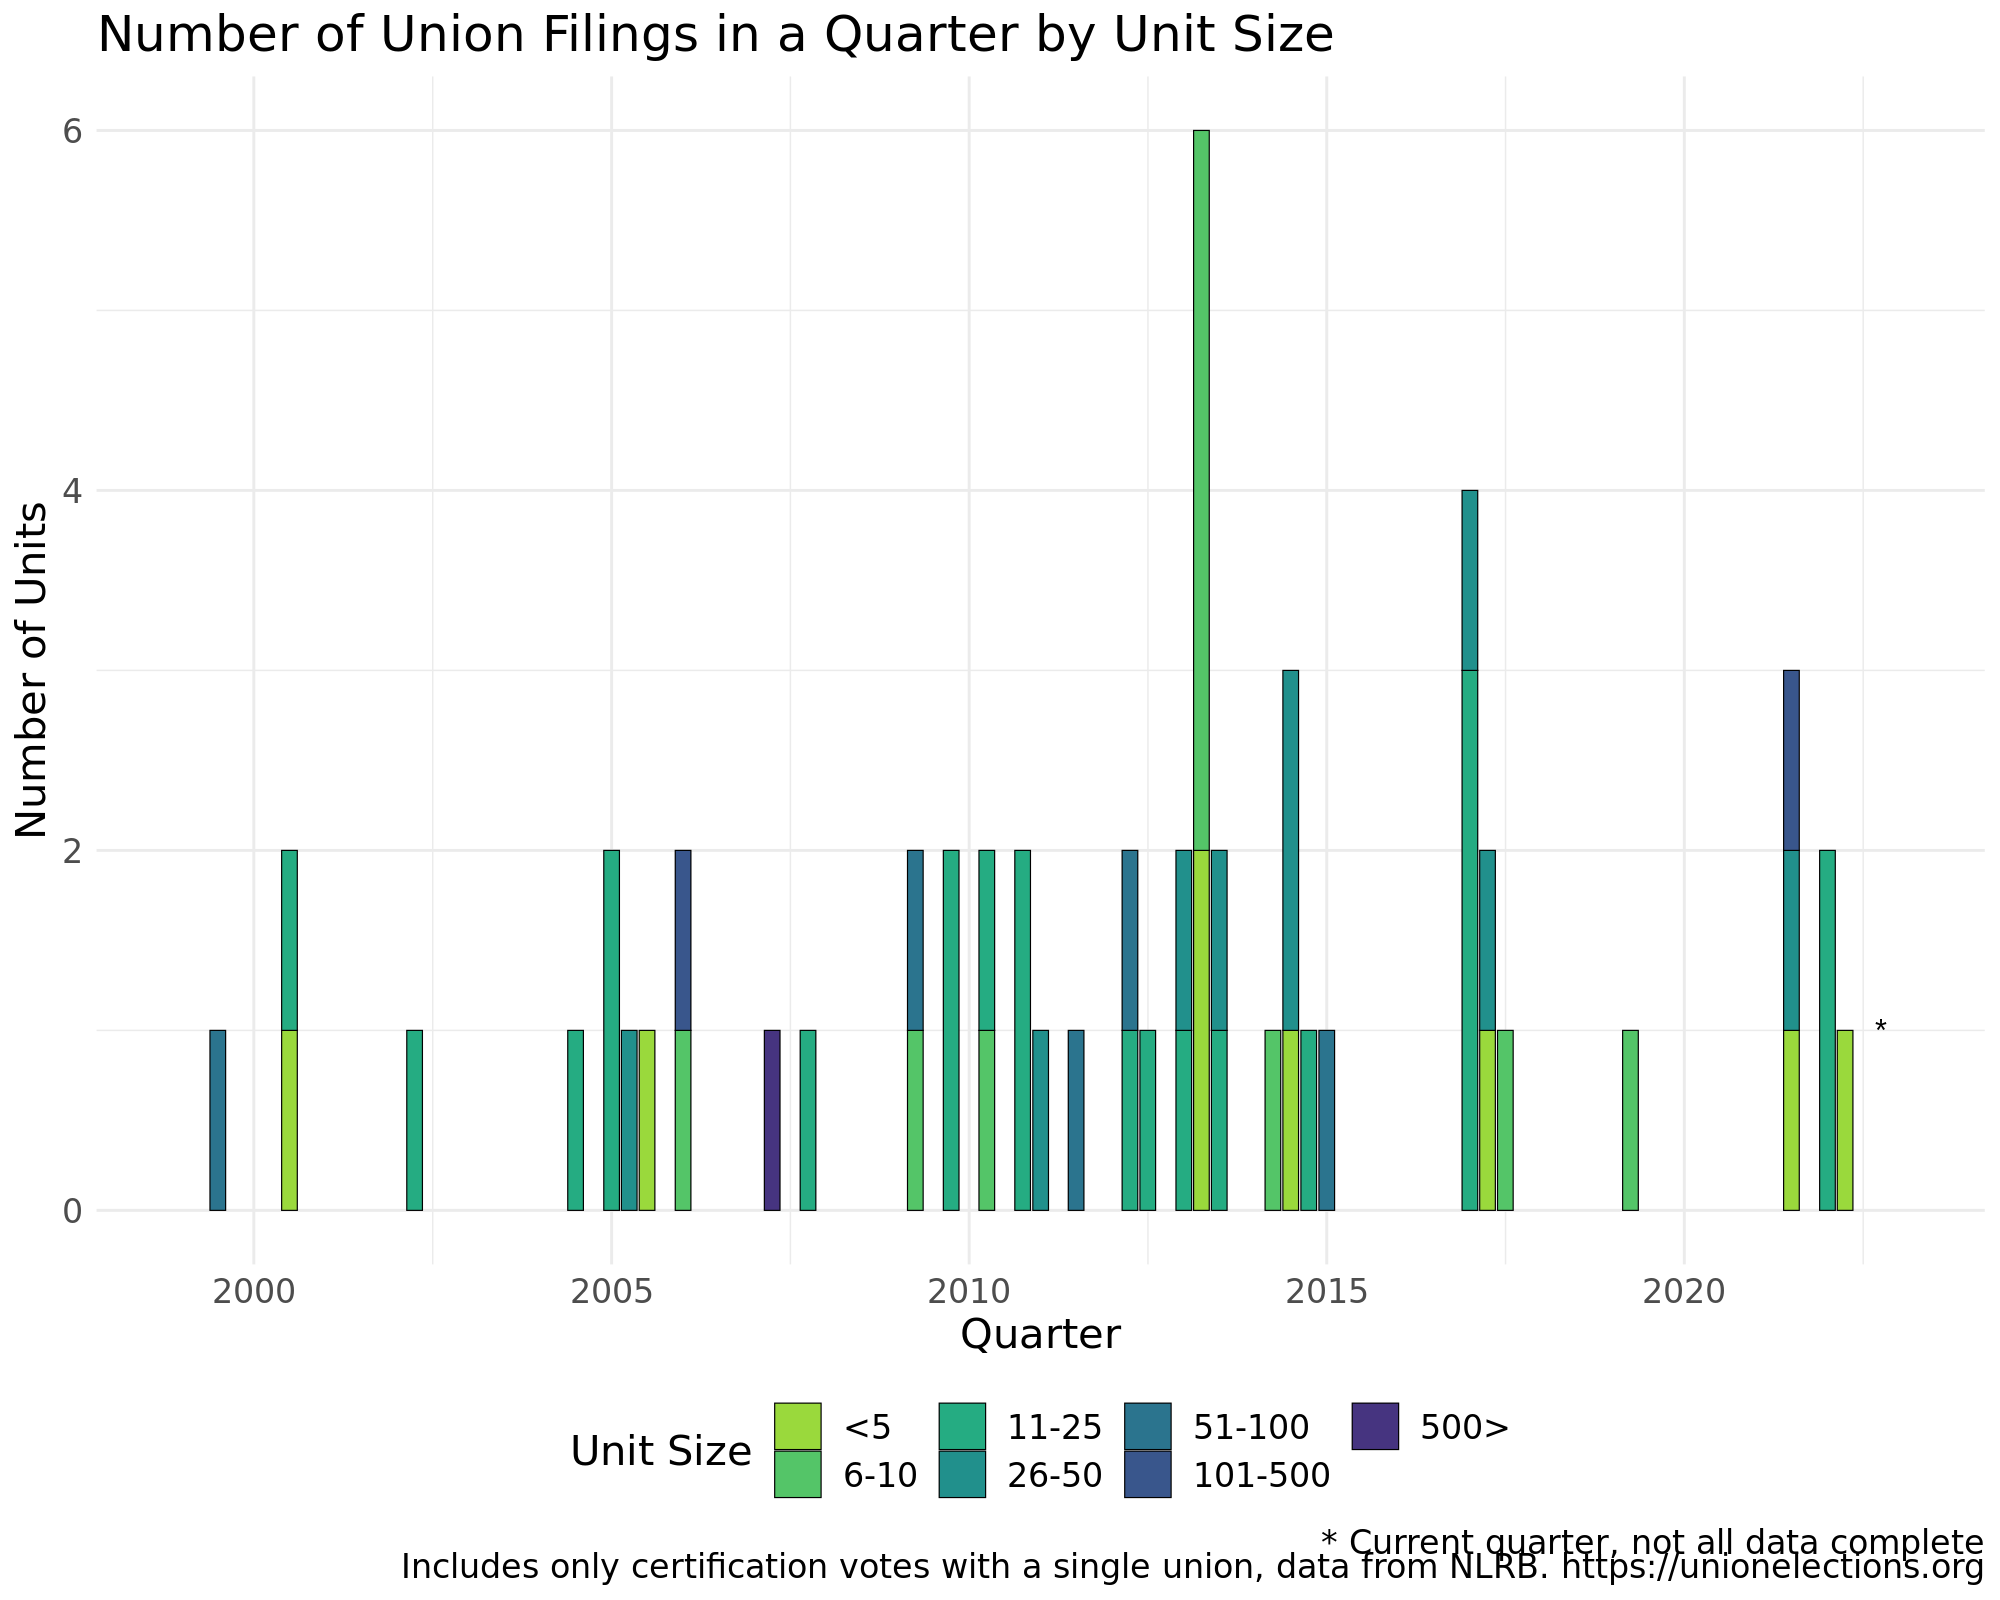 Number of Union Filings in a Quarter by Unit Size
Number of Units
6
4
2
0
*
2000 2005 2010 2015 2020
Quarter
Unit Size
<5 11-25 51-100 500>
6-10 26-50 101-500
* Current quarter, not all data complete
Includes only certification votes with a single union, data from NLRB. https://unionelections.org